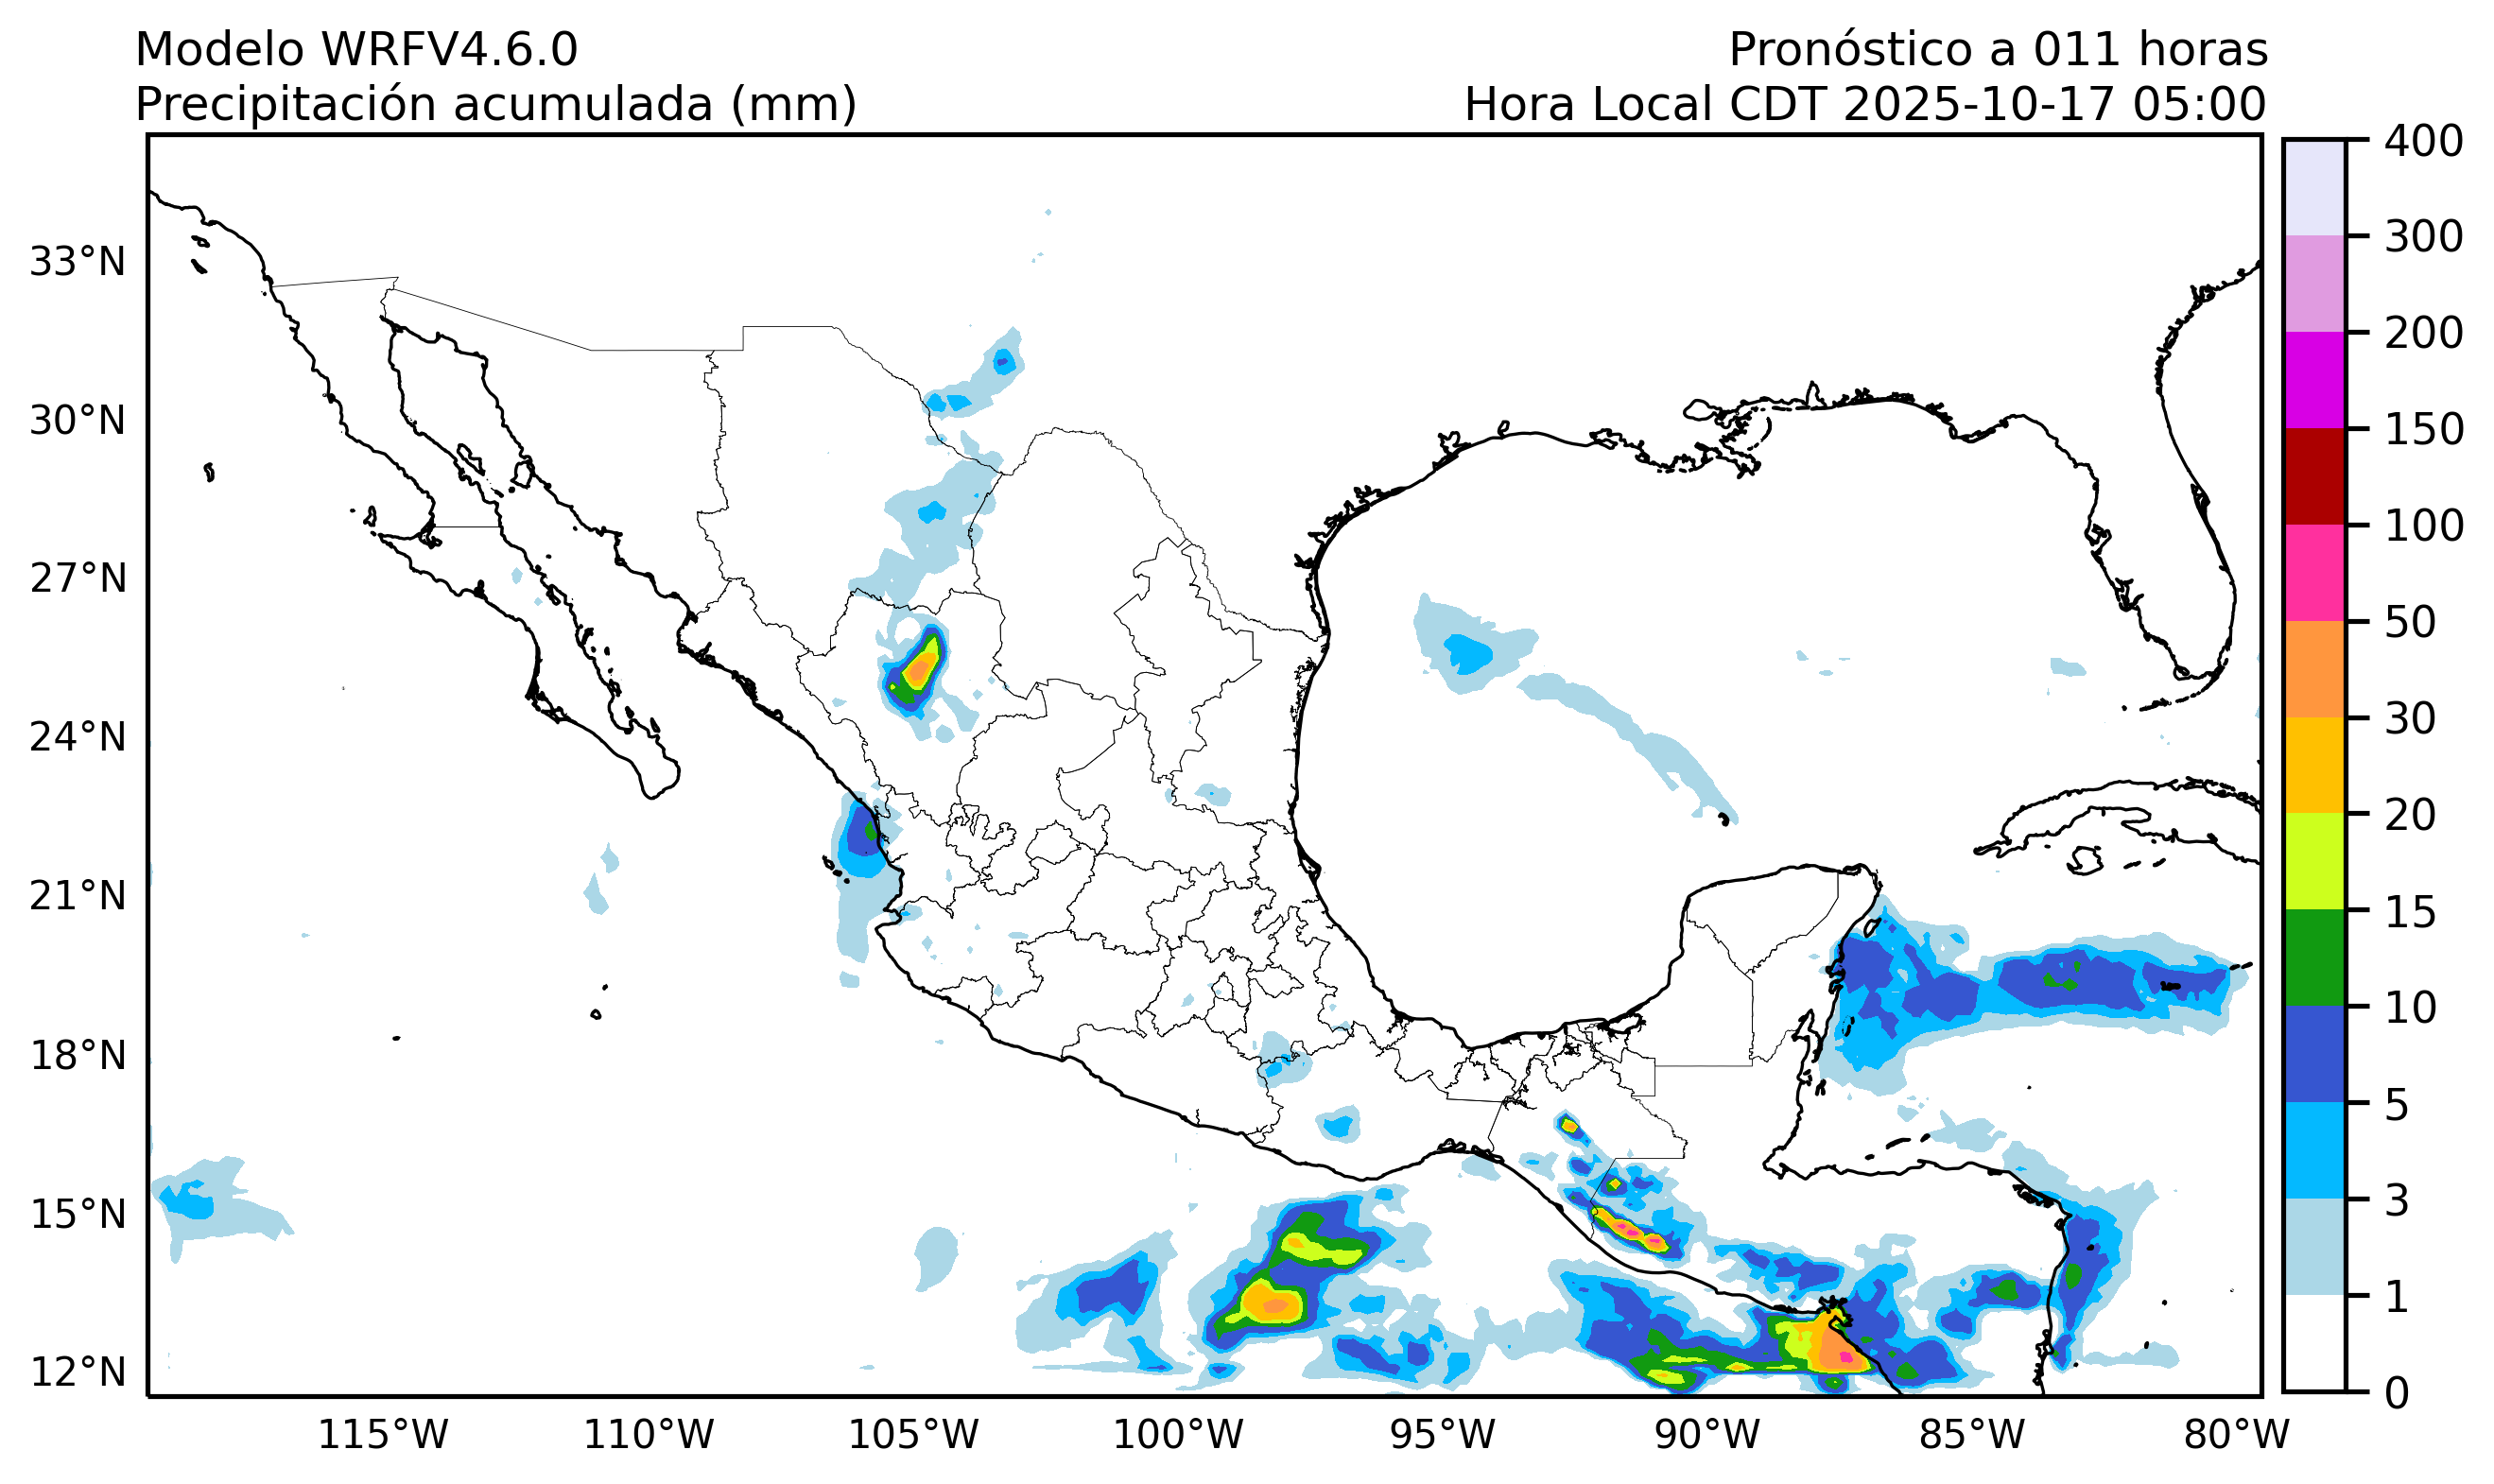 Modelo WRFV4.6.0
Pronóstico a 011 horas
Precipitación acumulada (mm)
Hora Local CDT 2025-10-17 05:00
33°N
30°N
27°N
24°N
21°N
18°N
15°N
12°N
115°W
110°W
105°W
100°W
95°W
90°W
85°W
80°W
400
300
200
150
100
50
30
20
15
10
5
3
1
0